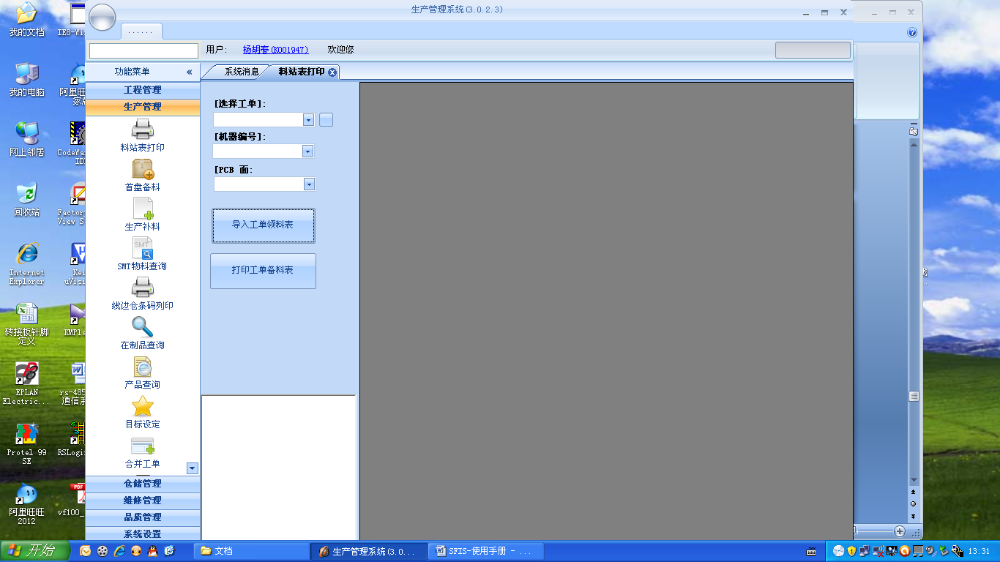 生产管理系统(3.0.2.3)
......
用户:
杨胡春(K001947)
欢迎您
功能菜单
«
系统消息
料站表打印
工程管理
生产管理
料站表打印
首盘备料
生产补料
SMT
SMT物料查询
线边仓条码列印
在制品查询
产品查询
目标设定
合并工单
仓储管理
维修管理
品质管理
系统设置
[选择工单]:
[机器编号]:
[PCB 面:
导入工单领料表
打印工单备料表
我的文档
IE8-Wi
我的电脑
阿里旺
家版
网上邻居
CodeWa
ID
回收站
Factor
View S
Internet
Explorer
Kei
uVisi
转接板针脚
定义
KMPla
EPLAN
Electric...
rs-485
通信系
Protel 99
SE
RSLogi
阿里旺旺
2012
PDF
vf100_
开始
文档
生产管理系统(3.0...
SFIS-使用手册 - ...
13:31